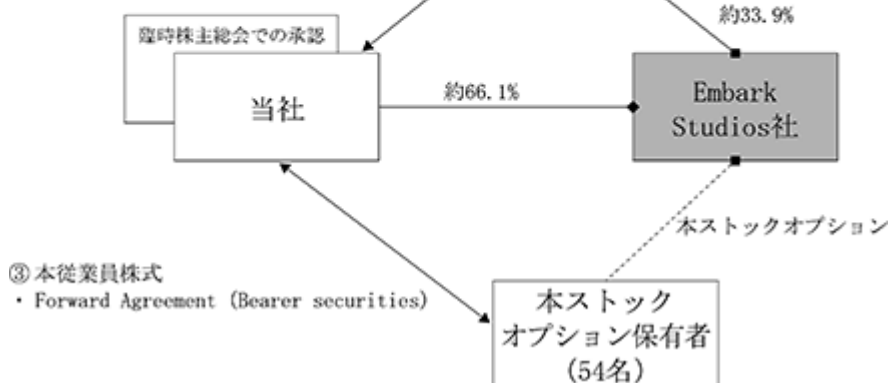 約33.9%
臨時株主総会での承認
当社
約66.1%
Embark
Studios社
本ストックオプション
③ 本従業員株式
・ Forward Agreement (Bearer securities)
本ストック
オプション保有者
(54名)